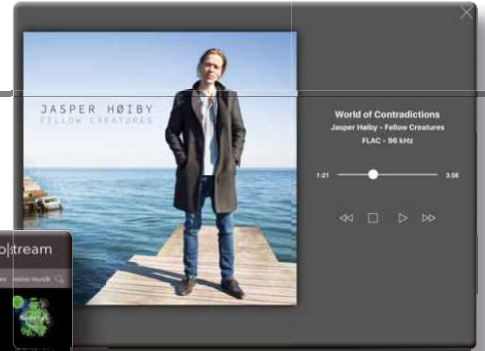 JASPER HØIBY
FELLOW CREATURES
World of Contradictions
Jasper Høiby - Fellow Creatures
FLAC - 96 kHz
1:21
3:56
stream
musik